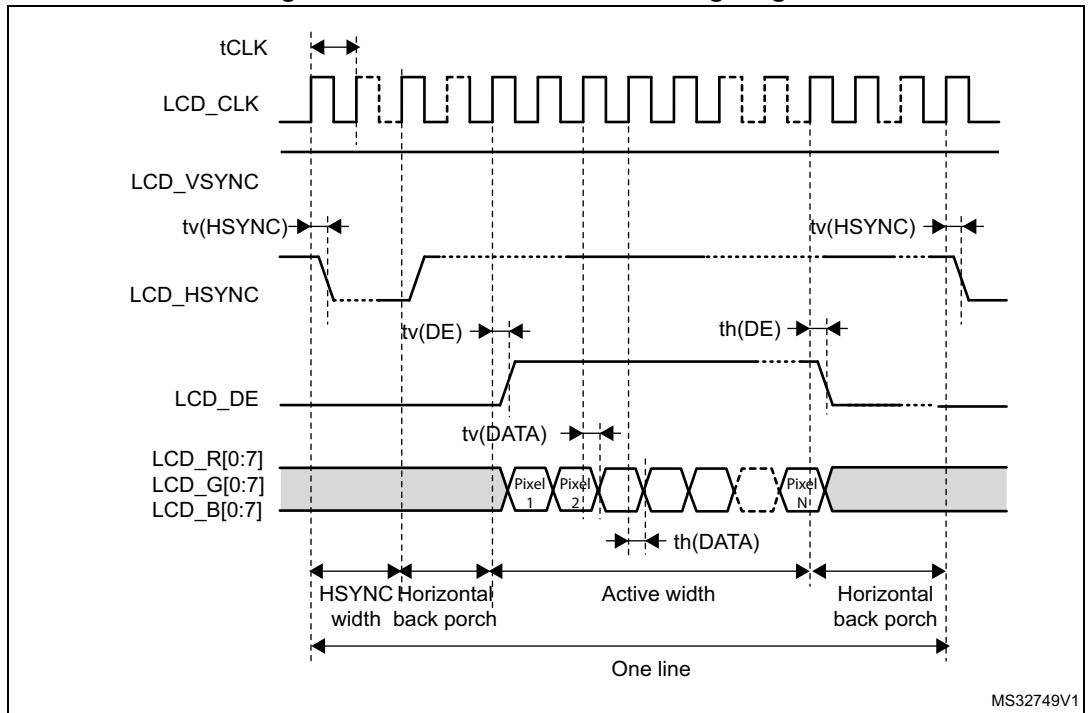 tCLK
LCD_CLK
LCD_VSYNC
tv(HSYNC)
tv(HSYNC)
LCD_HSYNC
tv(DE)
th(DE)
LCD_DE
tv(DATA)
LCD_R[0:7]
LCD_G[0:7]
LCD_B[0:7]
Pixel
1
Pixel
2
Pixel
N
th(DATA)
HSYNC
width
Horizontal
back porch
Active width
Horizontal
back porch
One line
MS32749V1